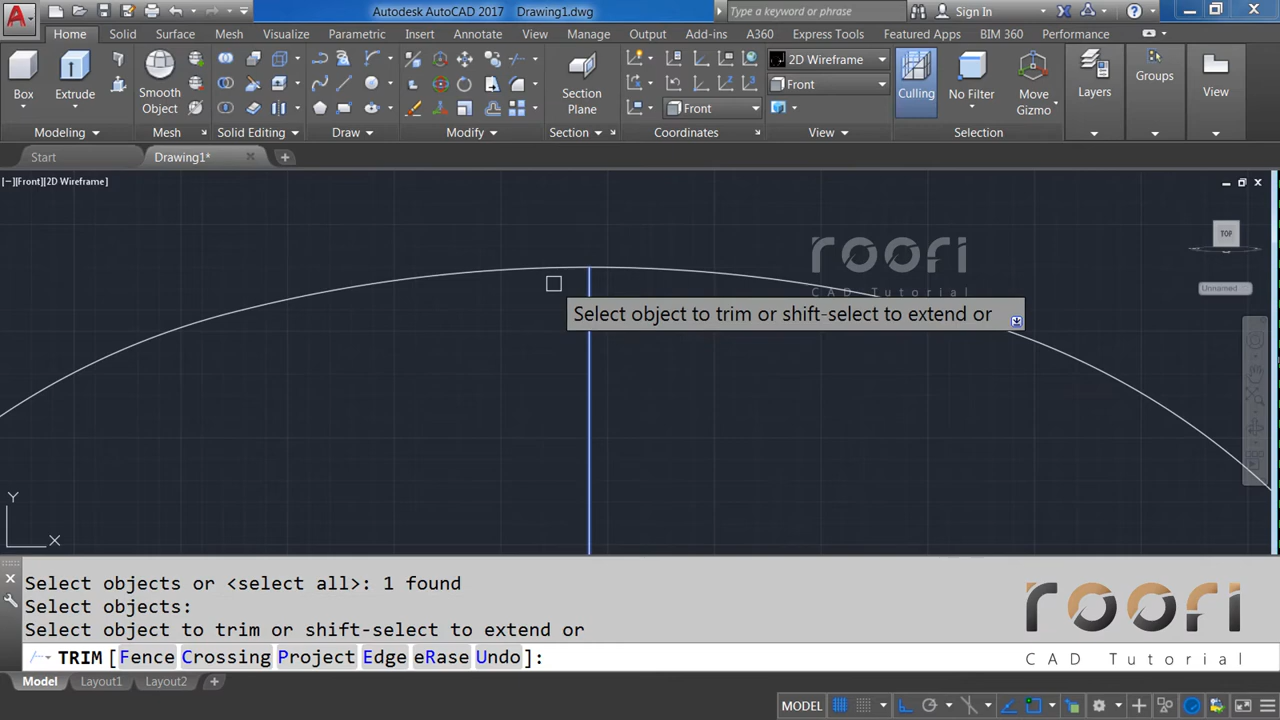 Autodesk AutoCAD 2017 Drawing1.dwg
Type a keyword or phrase
Sign In
Home Solid Surface Mesh Visualize Parametric Insert Annotate View Manage Output Add-ins A360 Express Tools Featured Apps BIM 360 Performance
Box
Extrude
Smooth
Object
Section
Plane
2D Wireframe
Front
Front
Culling
No Filter
Move
Gizmo
Layers
Groups
View
Modeling Mesh Solid Editing Draw Modify Section Coordinates View Selection
Start Drawing1*
[−][Front][2D Wireframe]
TOP
Unnamed
roofi
CAD Tutorial
Select object to trim or shift-select to extend or
Y
X
Select objects or <select all>: 1 found
Select objects:
Select object to trim or shift-select to extend or
TRIM [Fence Crossing Project Edge eRase Undo]:
roofi
CAD Tutorial
Model Layout1 Layout2
MODEL